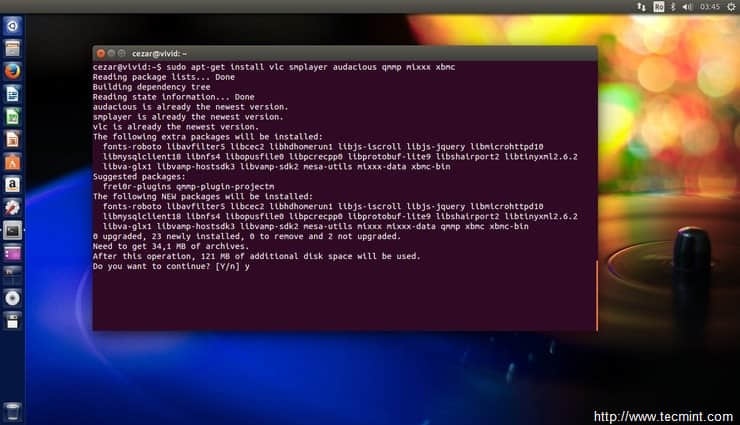 Ro
03:45
cezar@vivid: ~
cezar@vivid:~$ sudo apt-get install vlc smplayer audacious qmmp mixxx xbmc
Reading package lists... Done
Building dependency tree
Reading state information... Done
audacious is already the newest version.
smplayer is already the newest version.
vlc is already the newest version.
The following extra packages will be installed:
fonts-roboto libavfilter5 libcec2 libhdhomerun1 libjs-iscroll libjs-jquery libmicrohttpd10
libmysqlclient18 libnfs4 libopusfile0 libpcrecpp0 libprotobuf-lite9 libshairport2 libtinyxml2.6.2
libva-glx1 libvamp-hostsdk3 libvamp-sdk2 mesa-utils mixxx-data xbmc-bin
Suggested packages:
frei0r-plugins qmmp-plugin-projectm
The following NEW packages will be installed:
fonts-roboto libavfilter5 libcec2 libhdhomerun1 libjs-iscroll libjs-jquery libmicrohttpd10
libmysqlclient18 libnfs4 libopusfile0 libpcrecpp0 libprotobuf-lite9 libshairport2 libtinyxml2.6.2
libva-glx1 libvamp-hostsdk3 libvamp-sdk2 mesa-utils mixxx mixxx-data qmmp xbmc xbmc-bin
0 upgraded, 23 newly installed, 0 to remove and 2 not upgraded.
Need to get 34,1 MB of archives.
After this operation, 121 MB of additional disk space will be used.
Do you want to continue? [Y/n] y
http://www.tecmint.com